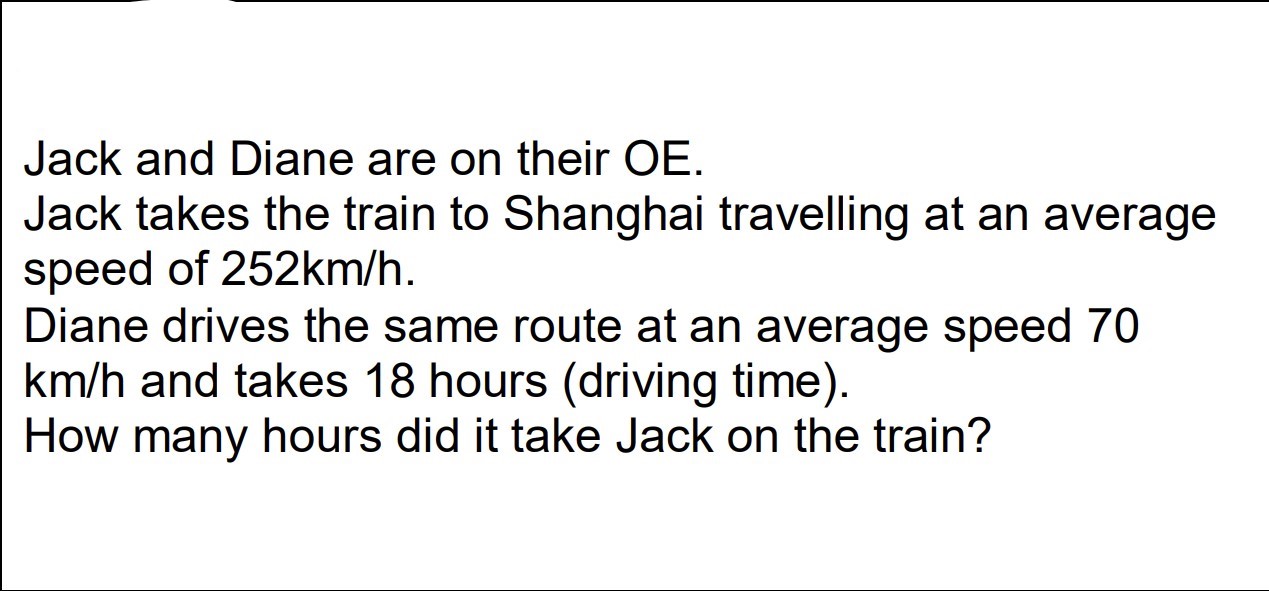 Jack and Diane are on their OE.
Jack takes the train to Shanghai travelling at an average
speed of 252km/h.
Diane drives the same route at an average speed 70
km/h and takes 18 hours (driving time).
How many hours did it take Jack on the train?